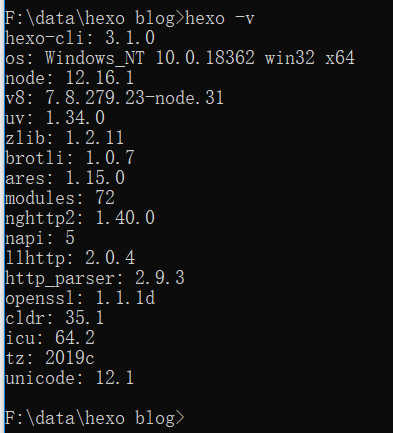 F:\data\hexo blog>hexo -v
hexo-cli: 3.1.0
os: Windows_NT 10.0.18362 win32 x64
node: 12.16.1
v8: 7.8.279.23-node.31
uv: 1.34.0
zlib: 1.2.11
brotli: 1.0.7
ares: 1.15.0
modules: 72
nghttp2: 1.40.0
napi: 5
llhttp: 2.0.4
http_parser: 2.9.3
openssl: 1.1.1d
cldr: 35.1
icu: 64.2
tz: 2019c
unicode: 12.1
F:\data\hexo blog>